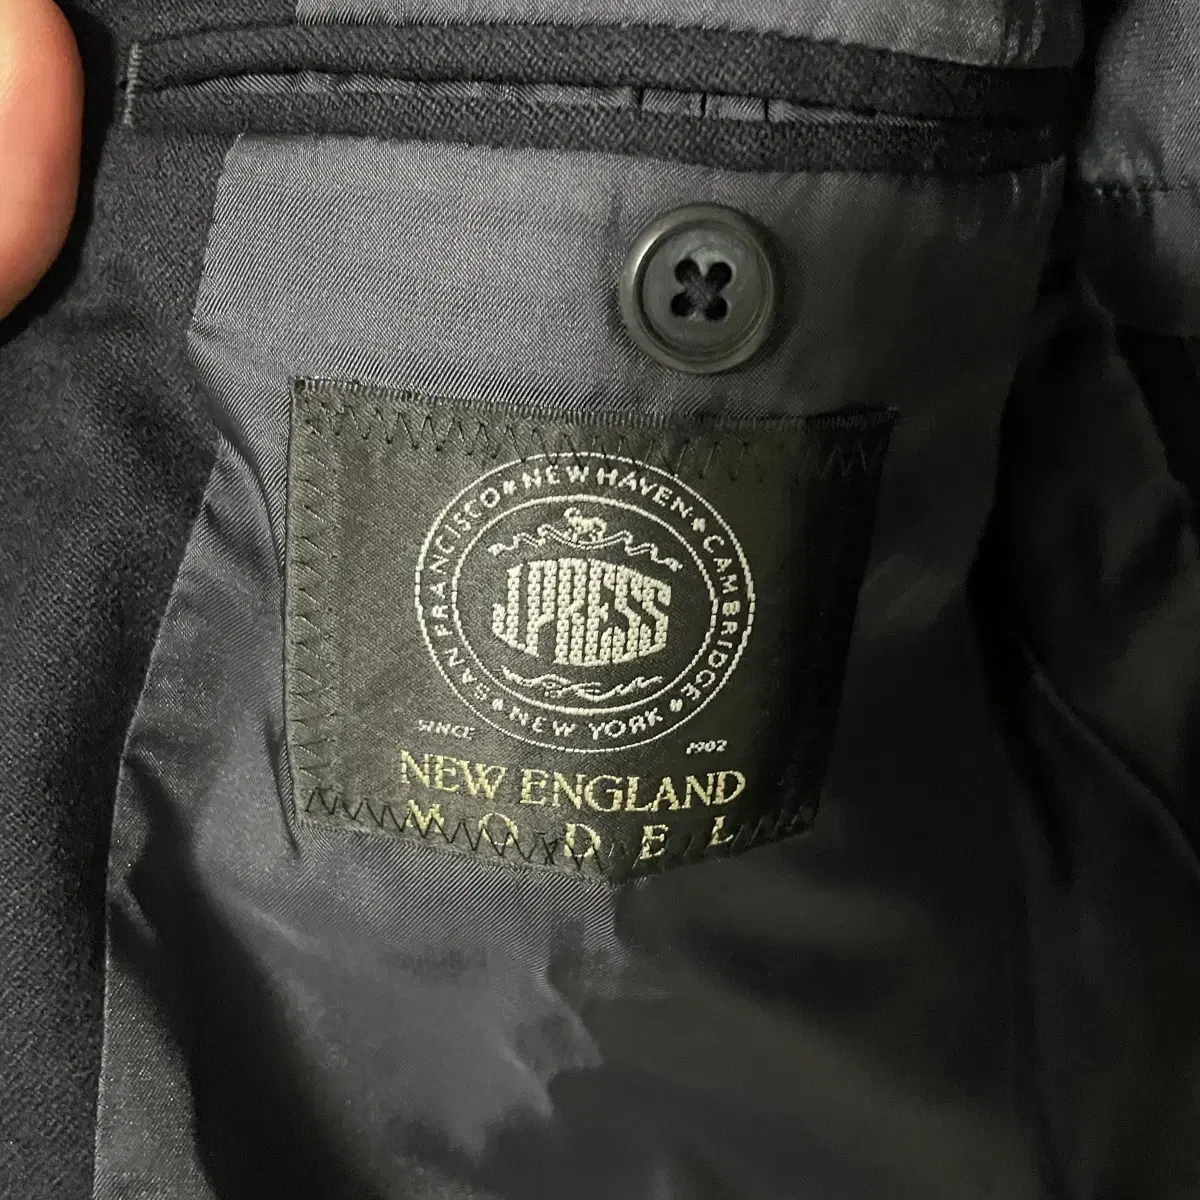 SAN FRANCISCO NEW HAVEN CAMBRIDGE
J.PRESS
NEW YORK
SINCE 1902
NEW ENGLAND
MODEL